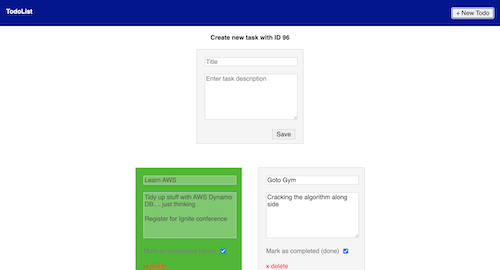 TodoList
+ New Todo
Create new task with ID 96
Title
Enter task description
Save
Learn AWS
Goto Gym
Tidy up stuff with AWS Dynamo
DB.... just thinking .
Register for Ignite conference
Cracking the algorithm along
side
Mark as completed (done)
Mark as completed (done)
x delete
x delete